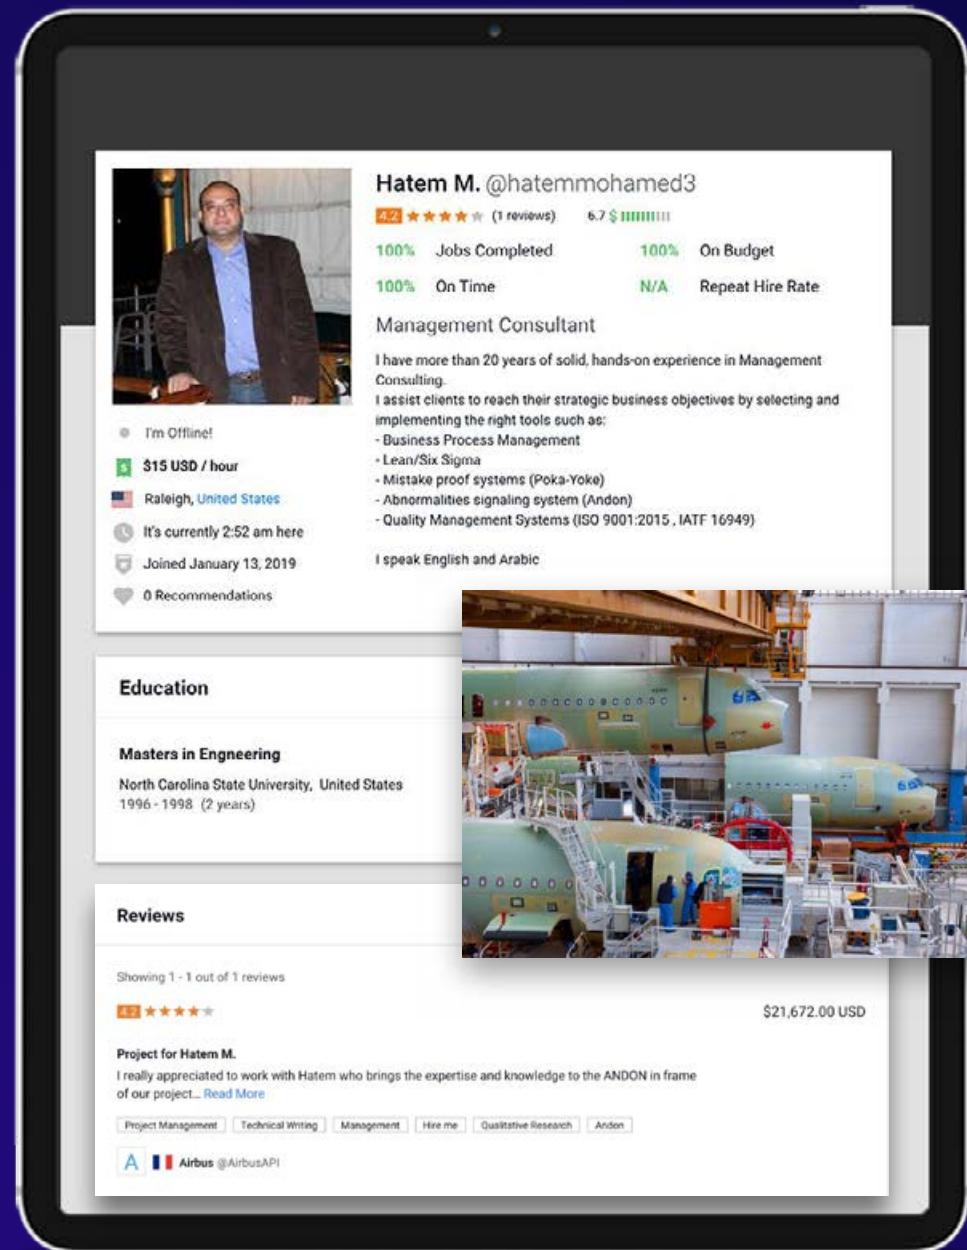 Hatem M. @hatemmohamed3
4.2 (1 reviews) 6.7 $
100% Jobs Completed 100% On Budget
100% On Time N/A Repeat Hire Rate
Management Consultant
I have more than 20 years of solid, hands-on experience in Management
Consulting.
I assist clients to reach their strategic business objectives by selecting and
implementing the right tools such as:
- Business Process Management
- Lean/Six Sigma
- Mistake proof systems (Poka-Yoke)
- Abnormalities signaling system (Andon)
- Quality Management Systems (ISO 9001:2015 , IATF 16949)
I speak English and Arabic
I'm Offline!
$ $15 USD / hour
Raleigh, United States
It's currently 2:52 am here
Joined January 13, 2019
0 Recommendations
Education
Masters in Engneering
North Carolina State University, United States
1996 - 1998 (2 years)
Reviews
Showing 1 - 1 out of 1 reviews
4.2 $21,672.00 USD
Project for Hatem M.
I really appreciated to work with Hatem who brings the expertise and knowledge to the ANDON in frame
of our project... Read More
Project Management Technical Writing Management Hire me Qualitative Research Andon
A Airbus @AirbusAPI